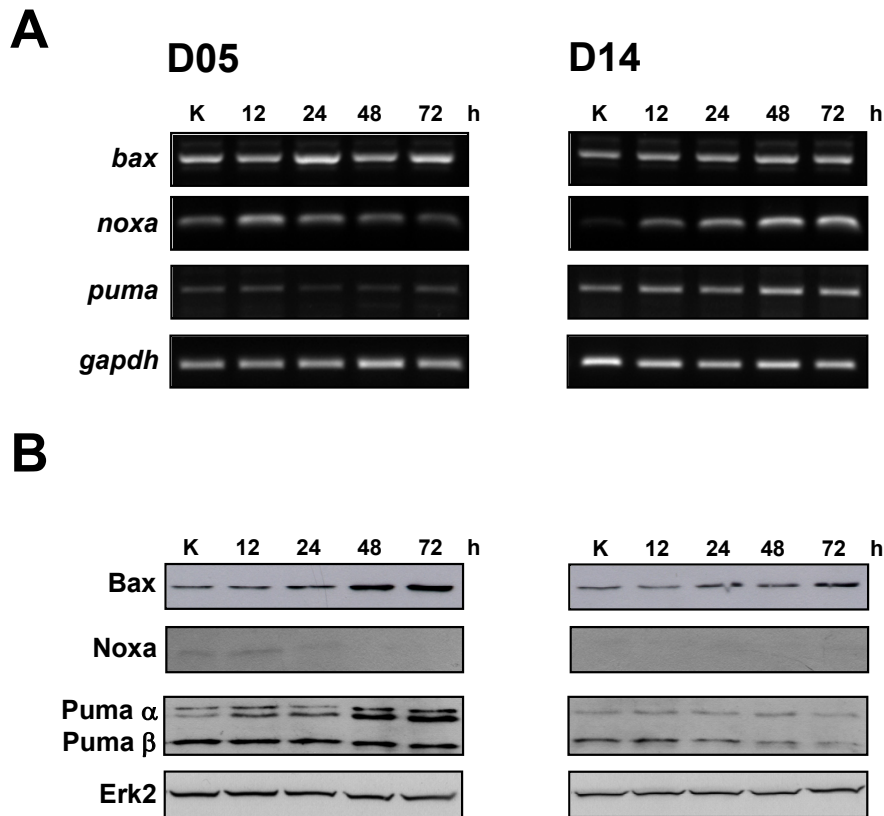 A
D05 D14
K 12 24 48 72 h K 12 24 48 72 h
bax
noxa
puma
gapdh
B
K 12 24 48 72 h K 12 24 48 72 h
Bax
Noxa
Puma α
Puma β
Erk2